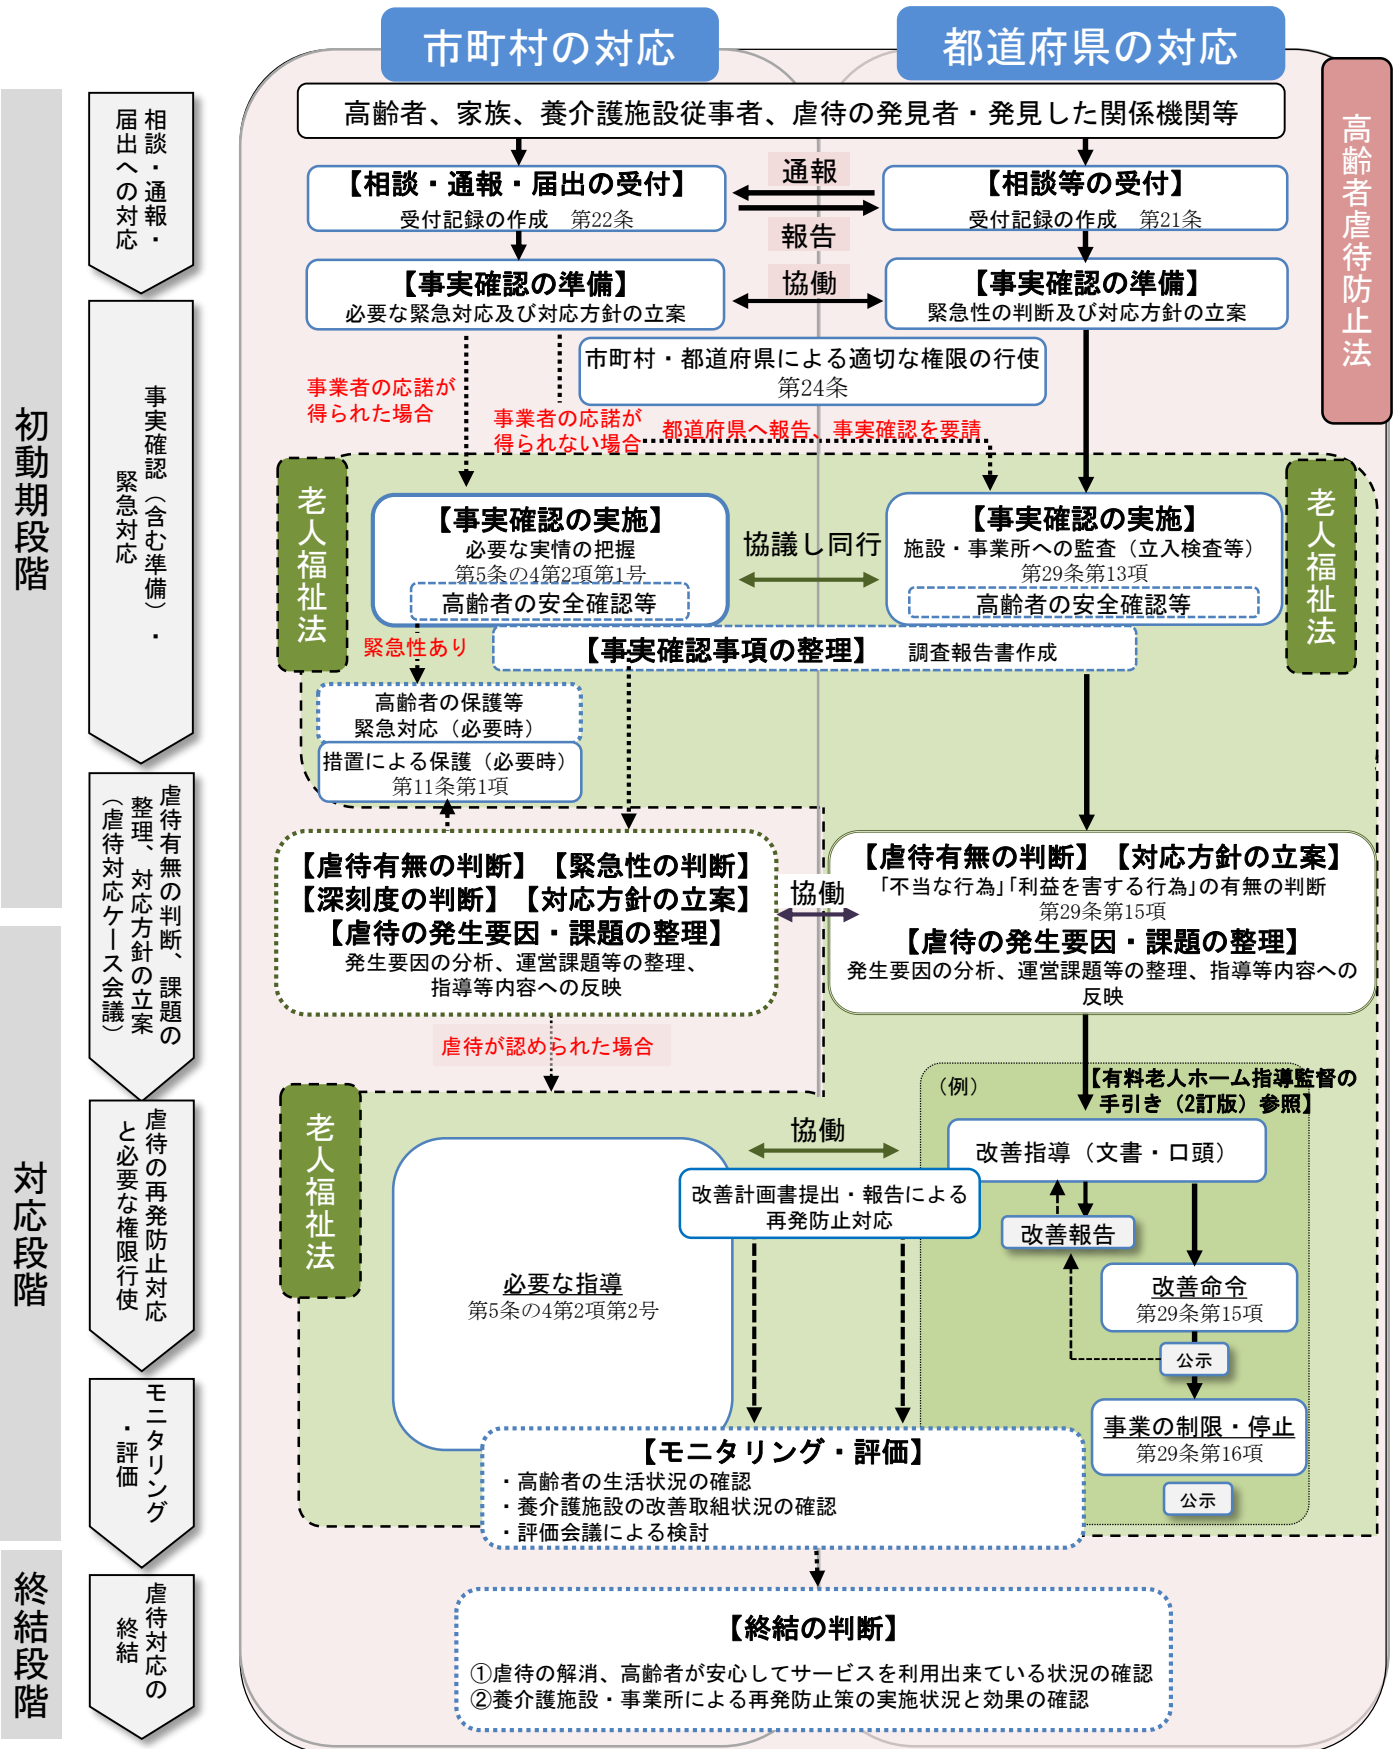 市町村の対応
都道府県の対応
高齢者虐待防止法
高齢者、家族、養介護施設従事者、虐待の発見者・発見した関係機関等
初動期段階
相談・通報・
届出への対応
【相談・通報・届出の受付】
受付記録の作成　第22条
通報
報告
【相談等の受付】
受付記録の作成　第21条
事実確認（含む準備）・
緊急対応
【事実確認の準備】
必要な緊急対応及び対応方針の立案
協働
【事実確認の準備】
緊急性の判断及び対応方針の立案
市町村・都道府県による適切な権限の行使
第24条
事業者の応諾が
得られた場合
事業者の応諾が
得られない場合
都道府県へ報告、事実確認を要請
老人福祉法
老人福祉法
【事実確認の実施】
必要な実情の把握
第5条の4第2項第1号
高齢者の安全確認等
協議し同行
【事実確認の実施】
施設・事業所への監査（立入検査等）
第29条第13項
高齢者の安全確認等
緊急性あり
【事実確認事項の整理】　調査報告書作成
高齢者の保護等
緊急対応（必要時）
措置による保護（必要時）
第11条第1項
虐待有無の判断、課題の
整理、対応方針の立案
（虐待対応ケース会議）
【虐待有無の判断】【緊急性の判断】
【深刻度の判断】【対応方針の立案】
【虐待の発生要因・課題の整理】
発生要因の分析、運営課題等の整理、
指導等内容への反映
協働
【虐待有無の判断】【対応方針の立案】
「不当な行為」「利益を害する行為」の有無の判断
第29条第15項
【虐待の発生要因・課題の整理】
発生要因の分析、運営課題等の整理、指導等内容への
反映
虐待が認められた場合
対応段階
虐待の再発防止対応
と必要な権限行使
老人福祉法
必要な指導
第5条の4第2項第2号
協働
改善計画書提出・報告による
再発防止対応
（例）
【有料老人ホーム指導監督の
手引き（2訂版）参照】
改善指導（文書・口頭）
改善報告
改善命令
第29条第15項
公示
事業の制限・停止
第29条第16項
公示
モニタリング
・評価
【モニタリング・評価】
・高齢者の生活状況の確認
・養介護施設の改善取組状況の確認
・評価会議による検討
終結段階
虐待対応の
終結
【終結の判断】
①虐待の解消、高齢者が安心してサービスを利用出来ている状況の確認
②養介護施設・事業所による再発防止策の実施状況と効果の確認